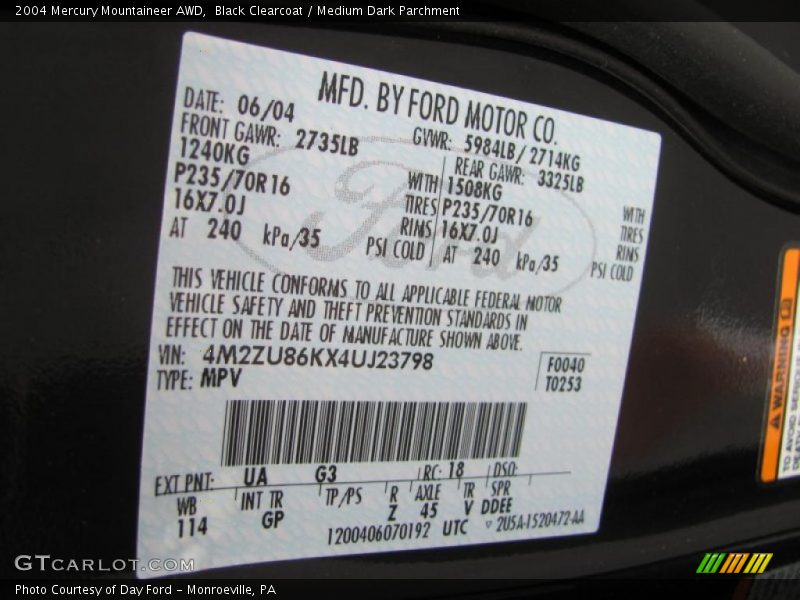 2004 Mercury Mountaineer AWD, Black Clearcoat / Medium Dark Parchment
MFD. BY FORD MOTOR CO.
DATE: 06/04 GVWR: 5984LB/2714KG
FRONT GAWR: 2735LB REAR GAWR: 3325LB
1240KG WITH 1508KG WITH
P235/70R16 TIRES P235/70R16 TIRES
16X7.0J RIMS 16X7.0J RIMS
AT 240 kPa/35 PSI COLD AT 240 kPa/35 PSI COLD
Ford
THIS VEHICLE CONFORMS TO ALL APPLICABLE FEDERAL MOTOR
VEHICLE SAFETY AND THEFT PREVENTION STANDARDS IN
EFFECT ON THE DATE OF MANUFACTURE SHOWN ABOVE.
VIN: 4M2ZU86KX4UJ23798 F0040
TYPE: MPV T0253
EXT PNT: UA G3 RC: 18 DSO:
WB INT TR TP/PS R AXLE TR SPR
114 GP Z 45 V DDEE
1200406070192 UTC 2U5A-1520472-AA
WARNING
TO AVOID
GTCARLOT.COM
Photo Courtesy of Day Ford - Monroeville, PA